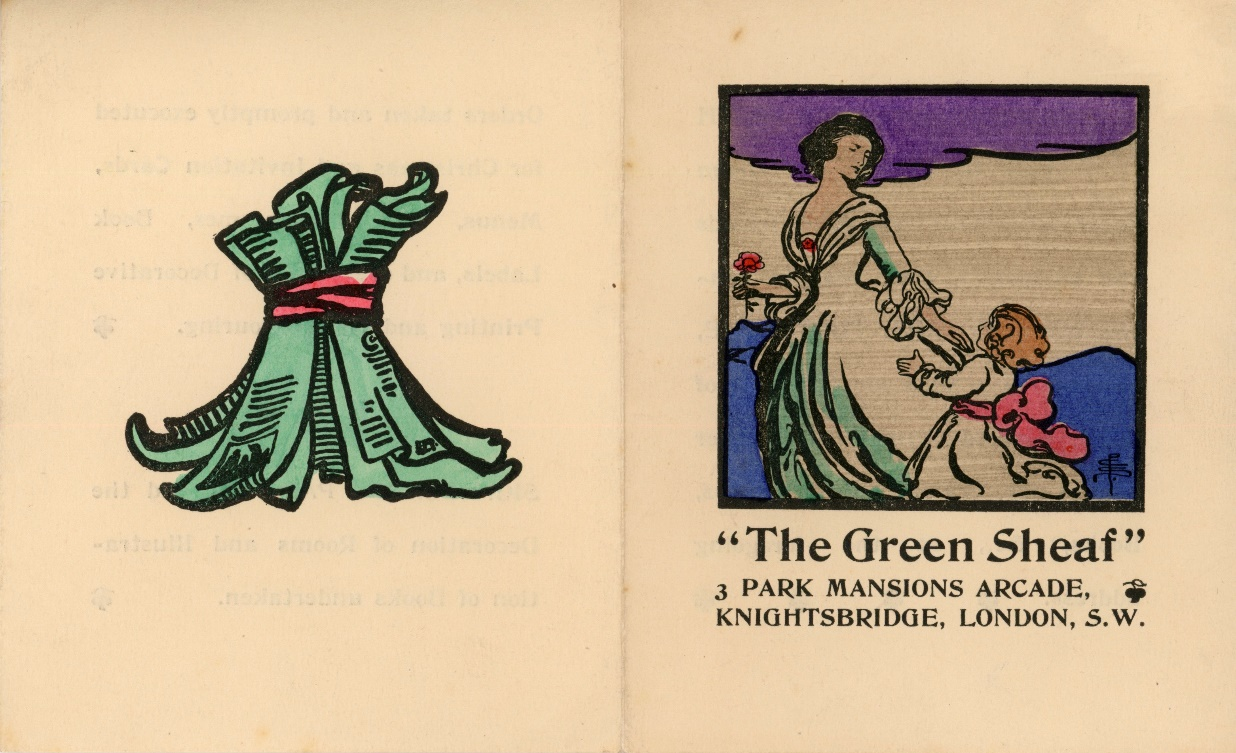 Orders taken and promptly executed
for Christmas and Invitation Cards,
Menus, Book
Labels, and Decorative
Printing and Colouring.
the
Decoration of Rooms and Illustra-
tion of Books undertaken.
"The Green Sheaf"
3 PARK MANSIONS ARCADE,
KNIGHTSBRIDGE, LONDON, S.W.